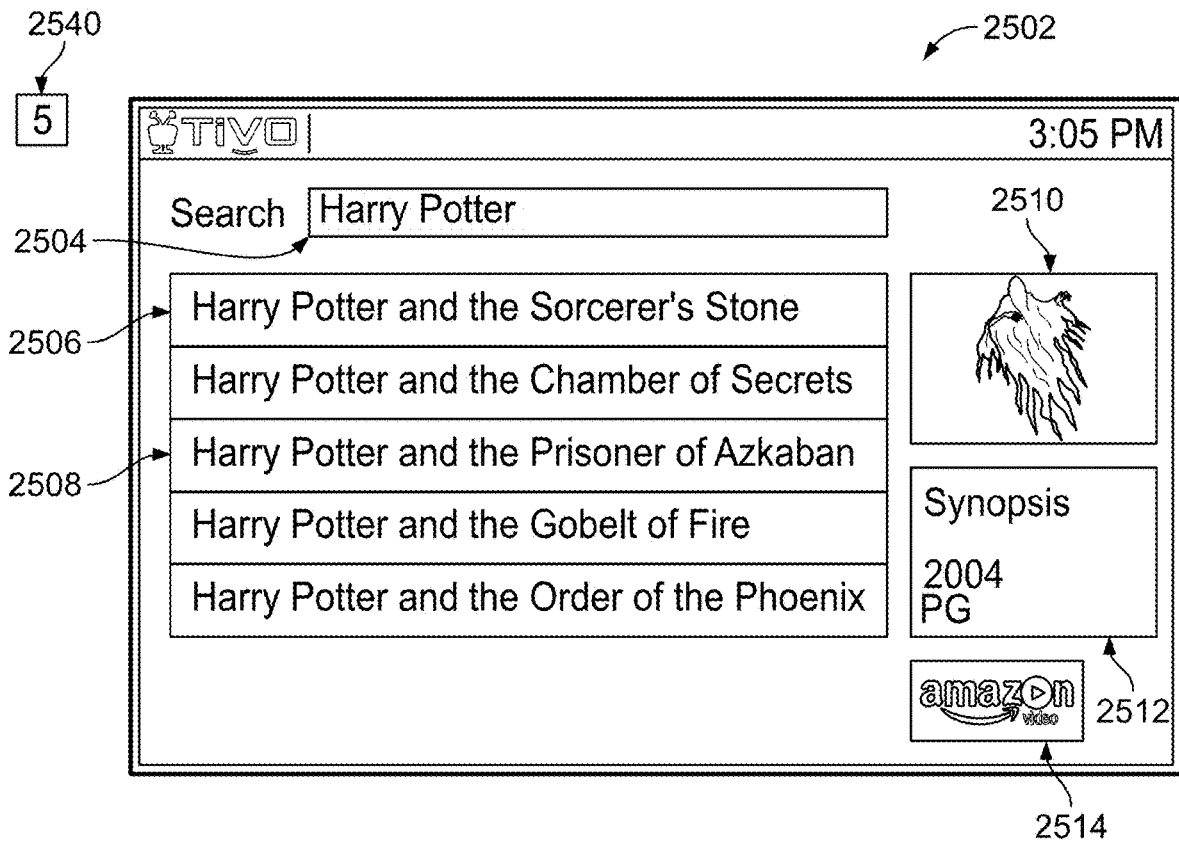 2540
2502
5
TiVO
3:05 PM
Search
Harry Potter
2510
2504
Harry Potter and the Sorcerer's Stone
2506
Harry Potter and the Chamber of Secrets
Harry Potter and the Prisoner of Azkaban
2508
Harry Potter and the Gobelt of Fire
Harry Potter and the Order of the Phoenix
Synopsis
2004
PG
amazon
video
2512
2514